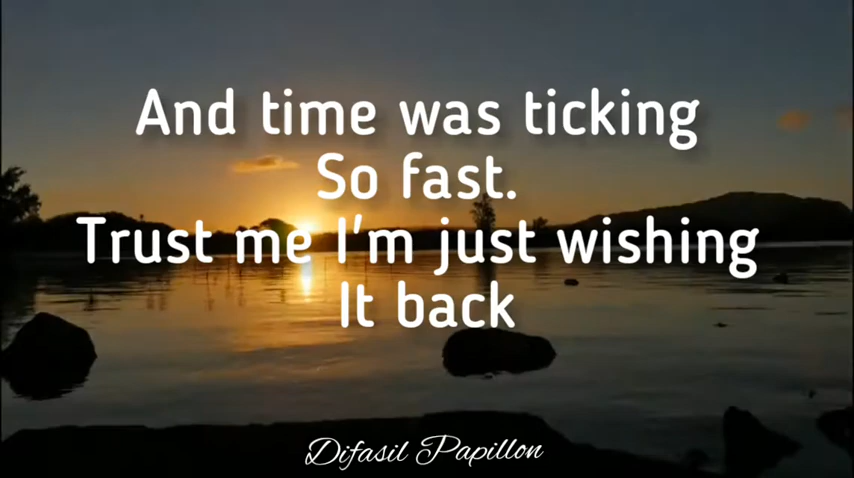 And time was ticking
So fast.
Trust me I'm just wishing
It back
Difasil Papillon